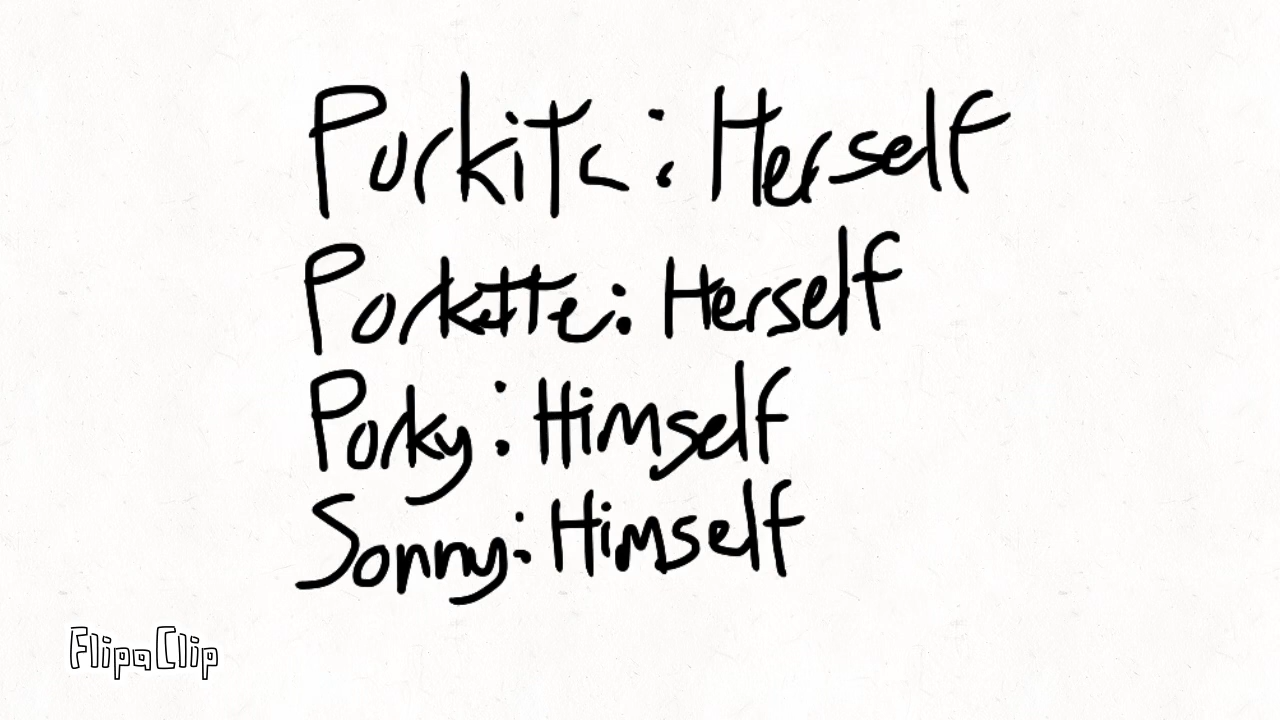 Purkita: Herself
Porkette: Herself
Porky: Himself
Sonny: Himself
FlipaClip